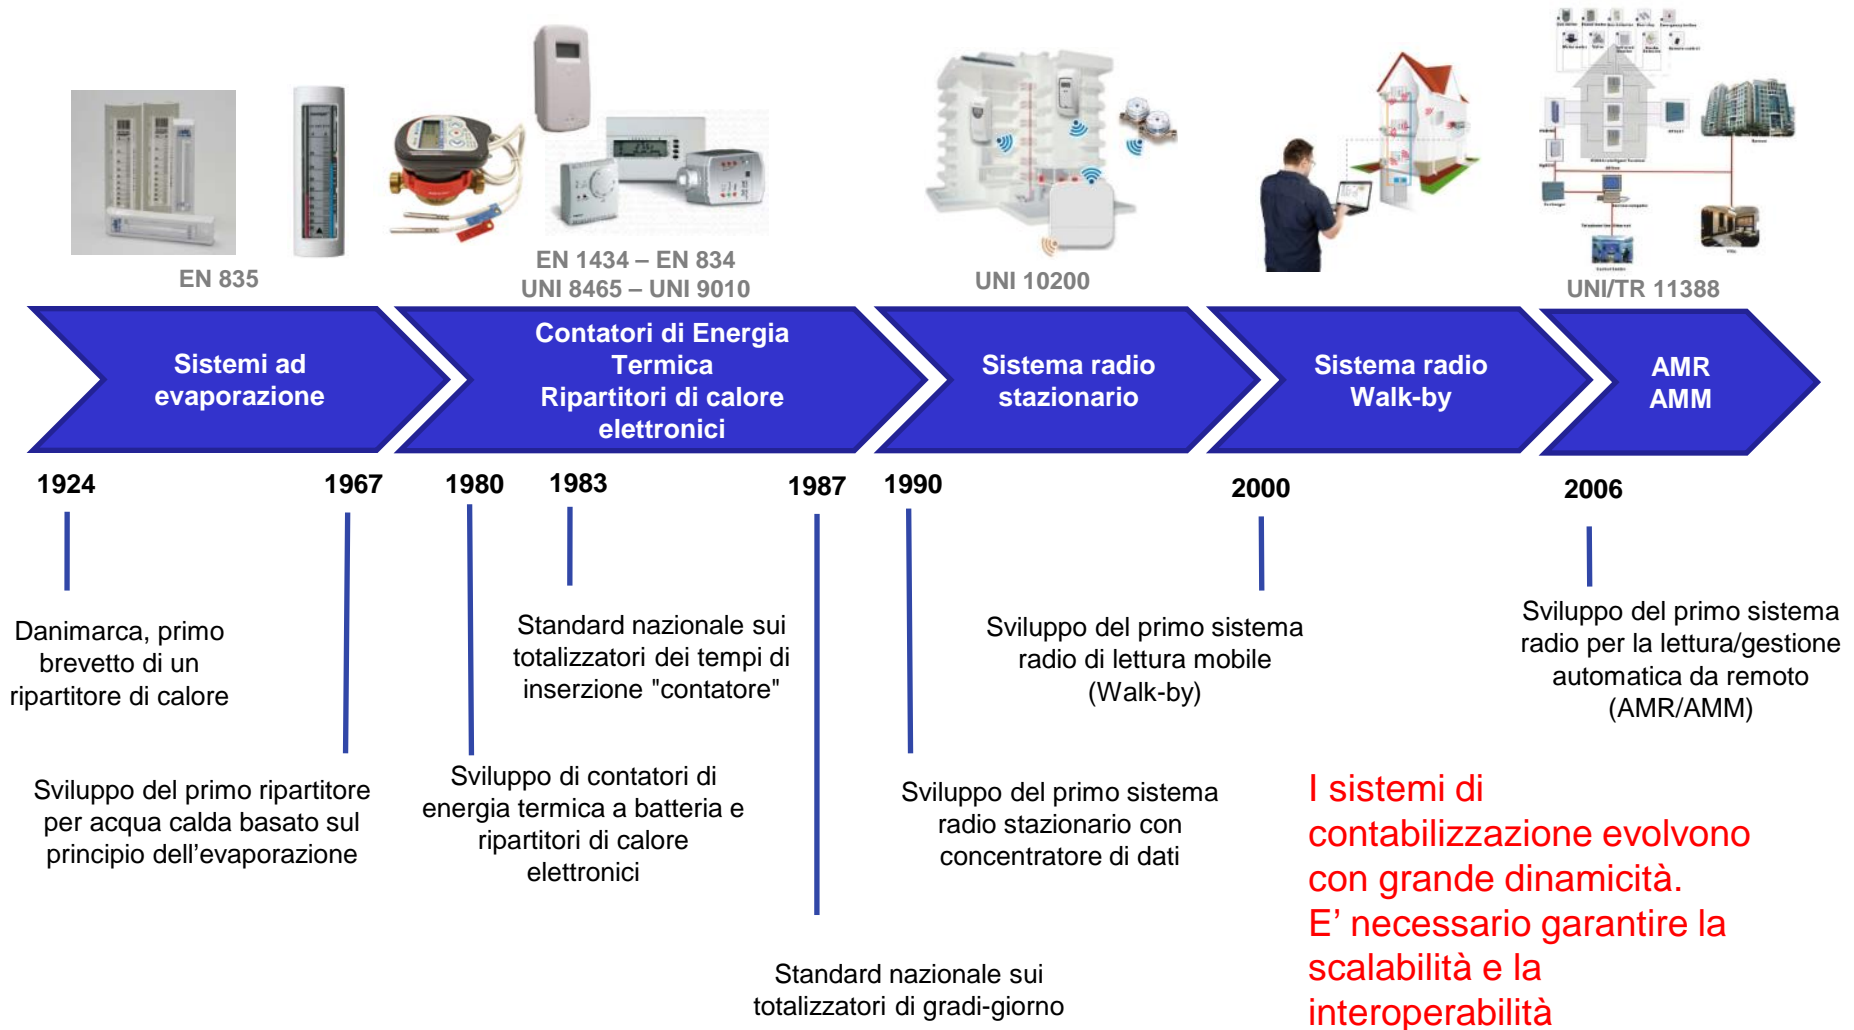 EN 835
EN 1434 – EN 834
UNI 8465 – UNI 9010
UNI 10200
UNI/TR 11388
Sistemi ad
evaporazione
Contatori di Energia
Termica
Ripartitori di calore
elettronici
Sistema radio
stazionario
Sistema radio
Walk-by
AMR
AMM
1924
1967
1980
1983
1987
1990
2000
2006
Danimarca, primo
brevetto di un
ripartitore di calore
Standard nazionale sui
totalizzatori dei tempi di
inserzione "contatore"
Sviluppo del primo sistema
radio di lettura mobile
(Walk-by)
Sviluppo del primo sistema
radio per la lettura/gestione
automatica da remoto
(AMR/AMM)
Sviluppo del primo ripartitore
per acqua calda basato sul
principio dell’evaporazione
Sviluppo di contatori di
energia termica a batteria e
ripartitori di calore
elettronici
Sviluppo del primo sistema
radio stazionario con
concentratore di dati
Standard nazionale sui
totalizzatori di gradi-giorno
I sistemi di
contabilizzazione evolvono
con grande dinamicità.
E’ necessario garantire la
scalabilità e la
interoperabilità